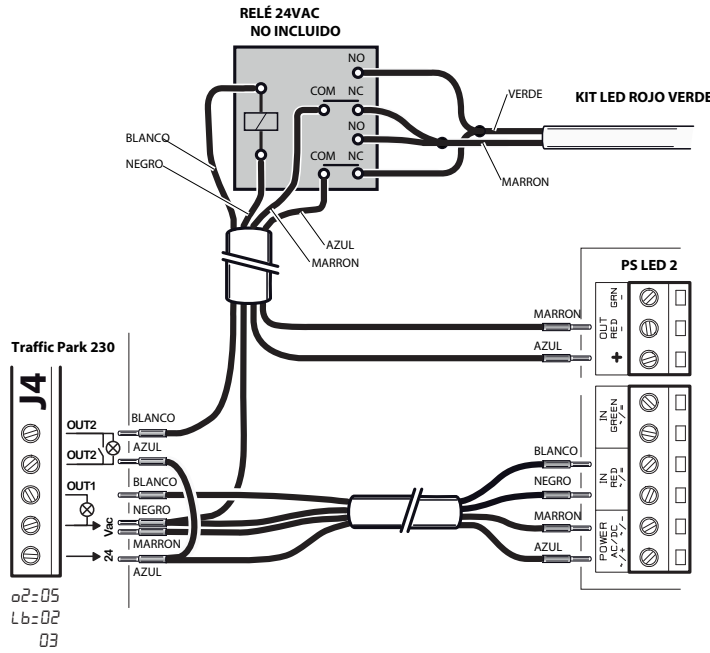 RELÉ 24VAC
NO INCLUIDO
NO
COM NC
NO
COM NC
VERDE
KIT LED ROJO VERDE
MARRON
BLANCO
NEGRO
AZUL
MARRON
PS LED 2
MARRON
AZUL
OUT
GRN -
RED -
+
Traffic Park 230
J4
OUT2
OUT2
OUT1
Vac
24
BLANCO
AZUL
BLANCO
NEGRO
MARRON
AZUL
BLANCO
NEGRO
MARRON
AZUL
IN
GREEN
~/=
IN
RED
~/=
POWER
AC/DC
~/+ ~/-
o2=05
Lb=02
03